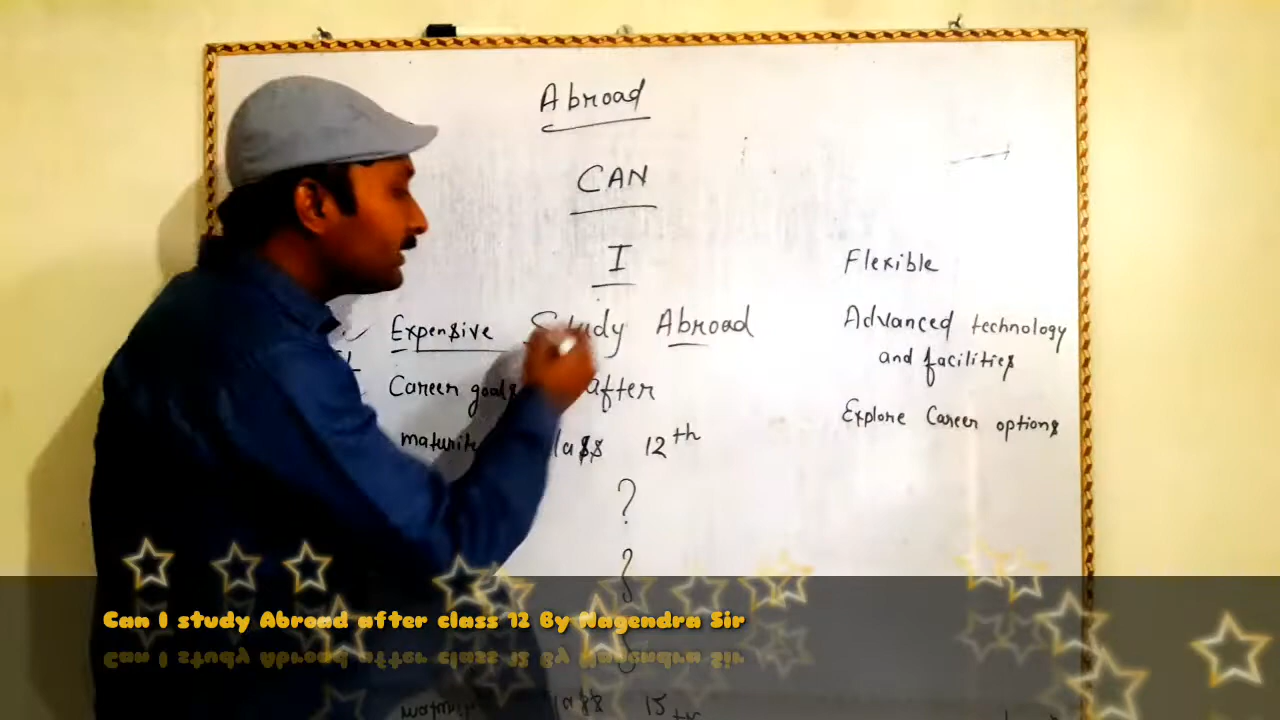 Abroad
CAN
I
Expensive Study Abroad
Career goals after
class 12th
?
?
Flexible
Advanced technology
and facilities
Explore Career options
Can I study Abroad after class 12 By Nagendra Sir